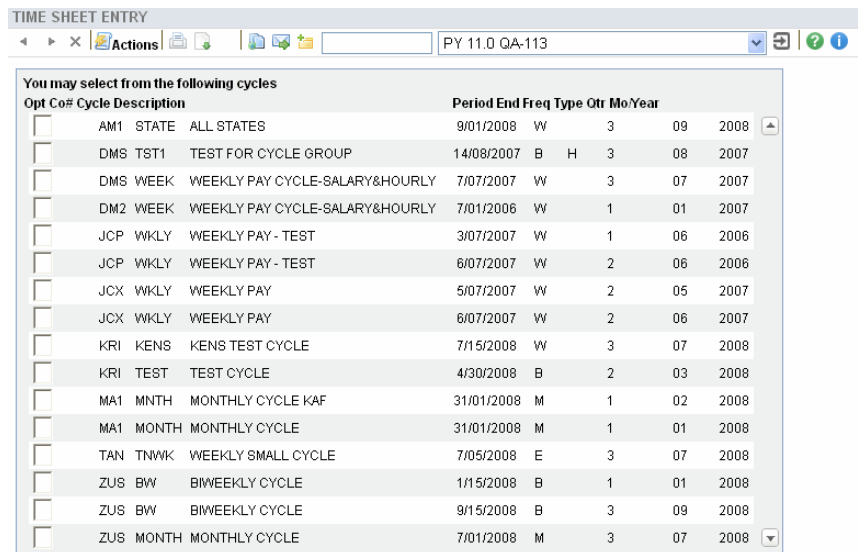 TIME SHEET ENTRY
Actions PY 11.0 QA-113
You may select from the following cycles
Opt Co# Cycle Description Period End Freq Type Qtr Mo/Year
AM1 STATE ALL STATES 9/01/2008 W 3 09 2008
DMS TST1 TEST FOR CYCLE GROUP 14/08/2007 B H 3 08 2007
DMS WEEK WEEKLY PAY CYCLE-SALARY&HOURLY 7/07/2007 W 3 07 2007
DM2 WEEK WEEKLY PAY CYCLE-SALARY&HOURLY 7/01/2006 W 1 01 2007
JCP WKLY WEEKLY PAY - TEST 3/07/2007 W 1 06 2006
JCP WKLY WEEKLY PAY - TEST 6/07/2007 W 2 06 2006
JCX WKLY WEEKLY PAY 5/07/2007 W 2 05 2007
JCX WKLY WEEKLY PAY 6/07/2007 W 2 06 2007
KRI KENS KENS TEST CYCLE 7/15/2008 W 3 07 2008
KRI TEST TEST CYCLE 4/30/2008 B 2 03 2008
MA1 MNTH MONTHLY CYCLE KAF 31/01/2008 M 1 02 2008
MA1 MONTH MONTHLY CYCLE 31/01/2008 M 1 01 2008
TAN TNWK WEEKLY SMALL CYCLE 7/05/2008 E 3 07 2008
ZUS BW BIWEEKLY CYCLE 1/15/2008 B 1 01 2008
ZUS BW BIWEEKLY CYCLE 9/15/2008 B 3 09 2008
ZUS MONTH MONTHLY CYCLE 7/01/2008 M 3 07 2008